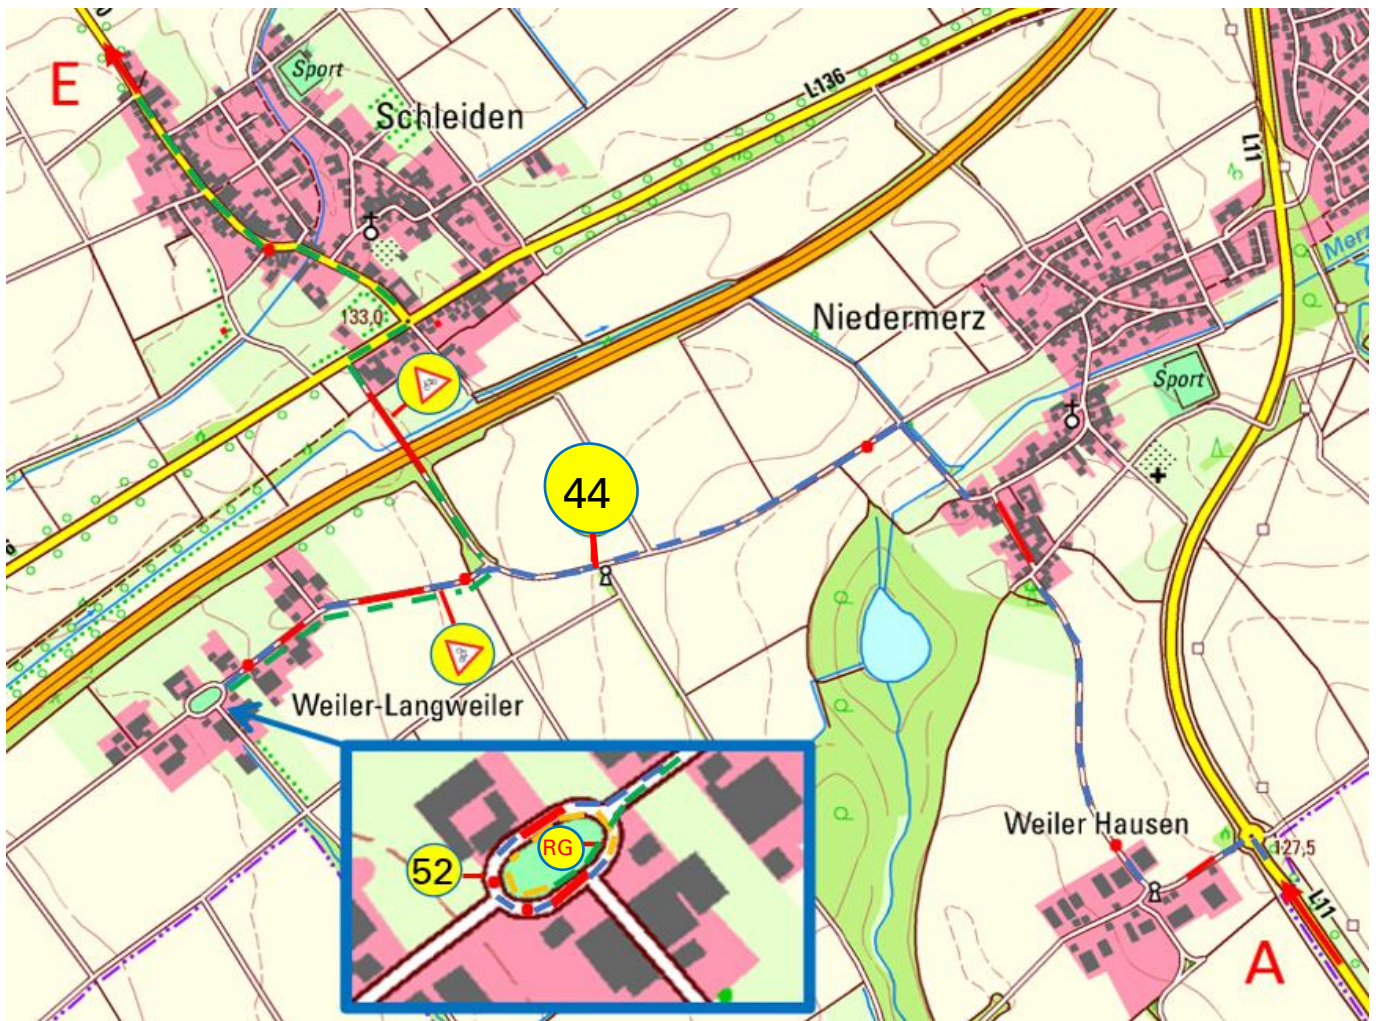 E
Sport
Schleiden
L136
L11
Merz
133,0
Niedermerz
Sport
44
Weiler-Langweiler
Weiler Hausen
127,5
RG
52
L11
A